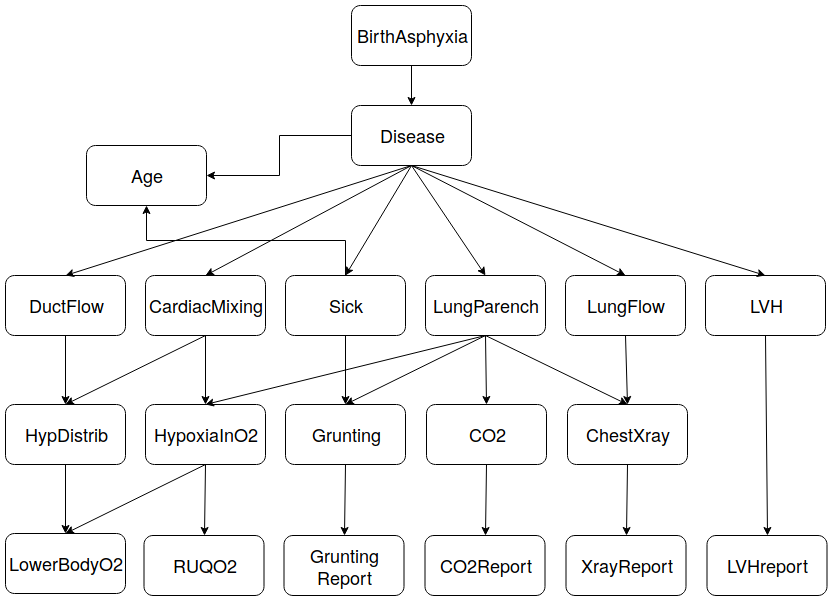 BirthAsphyxia
Disease
Age
DuctFlow
CardiacMixing
Sick
LungParench
LungFlow
LVH
HypDistrib
HypoxiaInO2
Grunting
CO2
ChestXray
LowerBodyO2
RUQO2
Grunting
Report
CO2Report
XrayReport
LVHreport